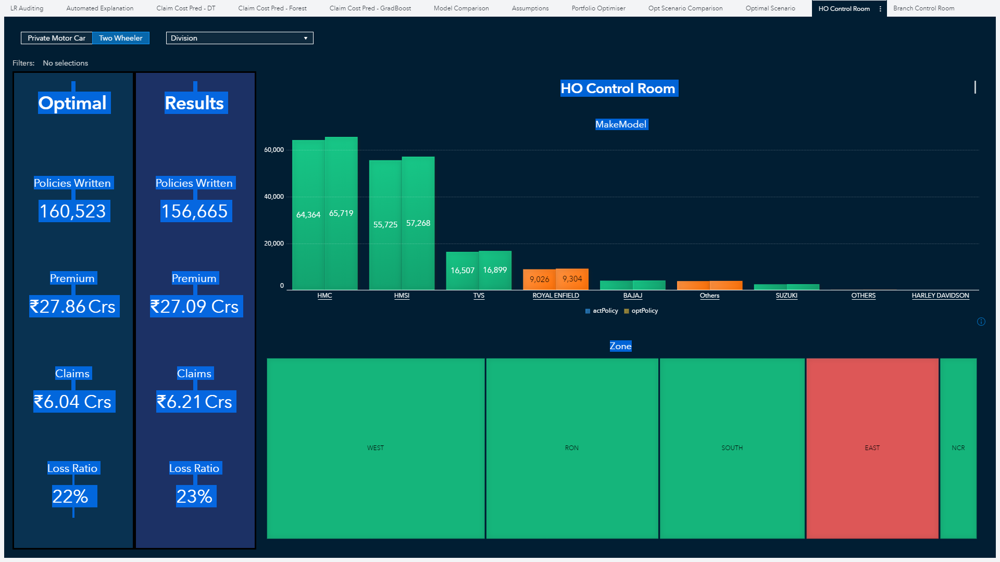 LR Auditing
Automated Explanation
Claim Cost Pred - DT
Claim Cost Pred - Forest
Claim Cost Pred - GradBoost
Model Comparison
Assumptions
Portfolio Optimiser
Opt Scenario Comparison
Optimal Scenario
HO Control Room
Branch Control Room
Private Motor Car
Two Wheeler
Division
Filters: No selections
Optimal
Policies Written
160,523
Premium
₹27.86 Crs
Claims
₹6.04 Crs
Loss Ratio
22%
Results
Policies Written
156,665
Premium
₹27.09 Crs
Claims
₹6.21 Crs
Loss Ratio
23%
HO Control Room
MakeModel
60,000
40,000
20,000
0
64,364
65,719
55,725
57,268
16,507
16,899
9,026
9,304
HMC
HMSI
TVS
ROYAL ENFIELD
BAJAJ
Others
SUZUKI
OTHERS
HARLEY DAVIDSON
actPolicy
optPolicy
Zone
WEST
RON
SOUTH
EAST
NCR